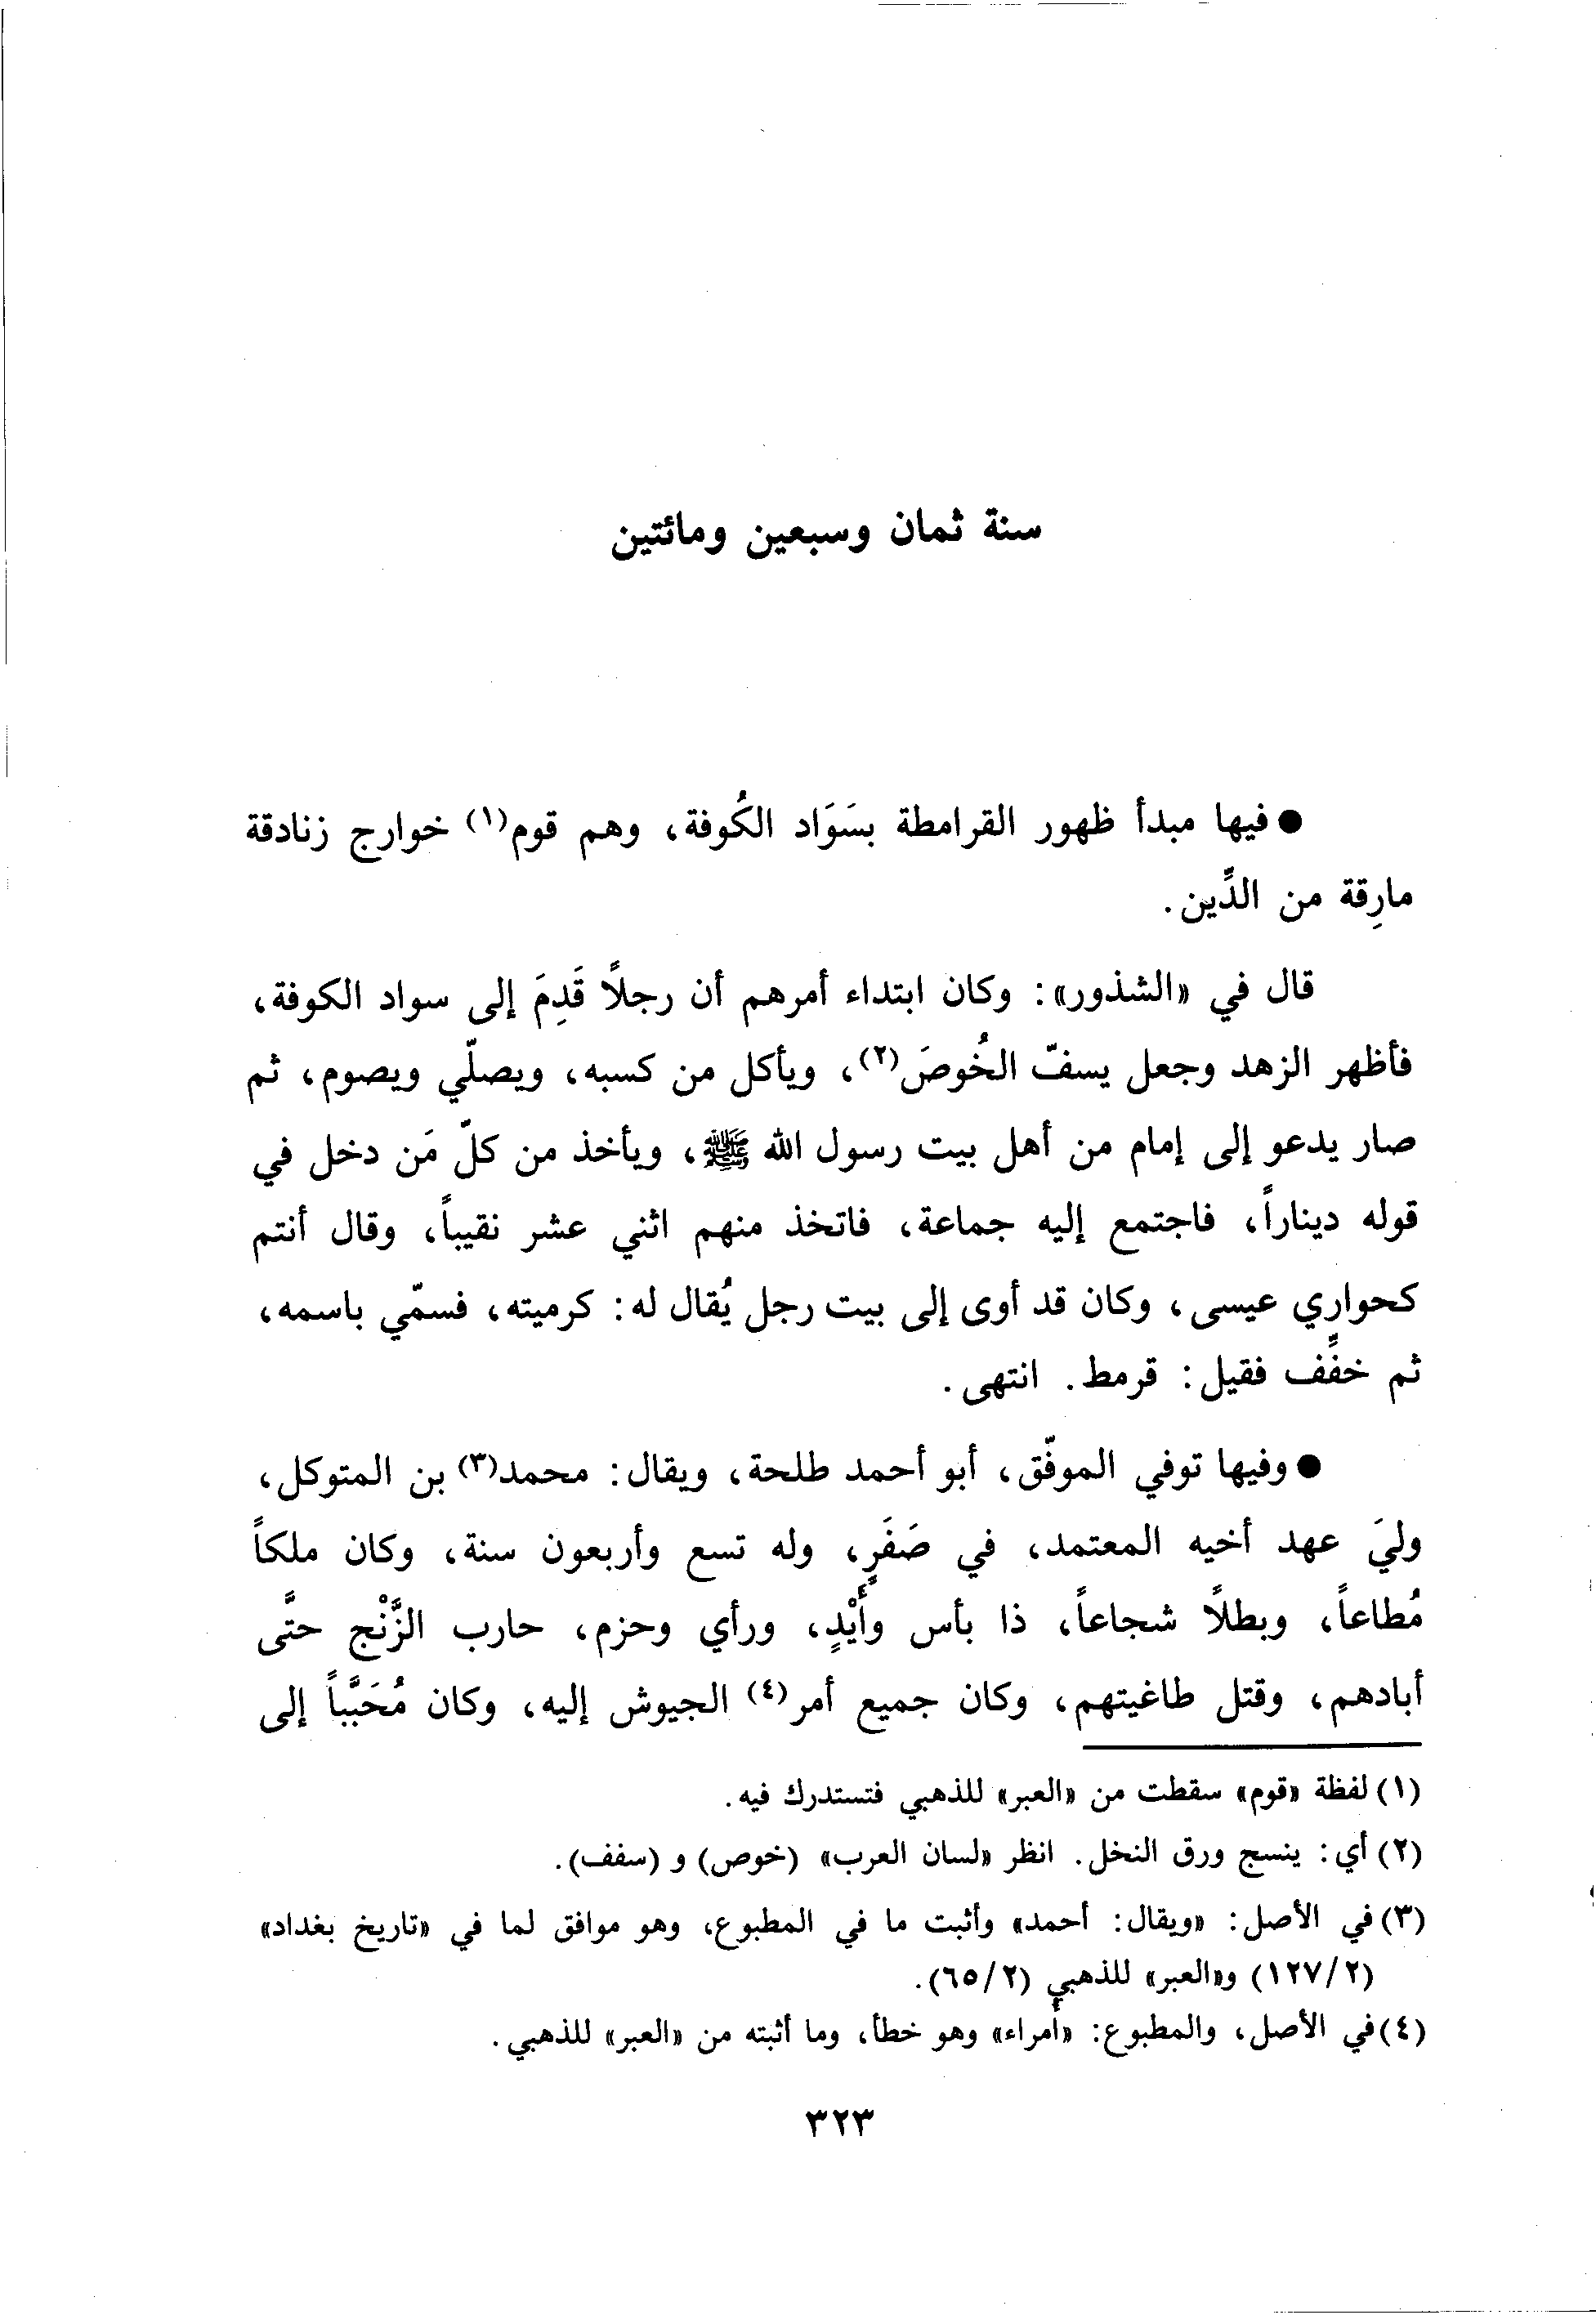 سنة ثمان وسبعين ومائتين
● فيها مبدأ ظهور القرامطة بسَوَاد الكُوفة، وهم قوم(١) خوارج زنادقة
مارِقة من الدِّين.
قال في «الشذور»: وكان ابتداء أمرهم أن رجلاً قَدِمَ إلى سواد الكوفة،
فأظهر الزهد وجعل يسفّ الخُوصَ(٢)، ويأكل من كسبه، ويصلّي ويصوم، ثم
صار يدعو إلى إمام من أهل بيت رسول الله ﷺ، ويأخذ من كلّ مَن دخل في
قوله ديناراً، فاجتمع إليه جماعة، فاتخذ منهم اثني عشر نقيباً، وقال أنتم
كحواري عيسى، وكان قد أوى إلى بيت رجل يُقال له: كرميته، فسمّي باسمه،
ثم خفِّف فقيل: قرمط. انتهى.
● وفيها توفي الموفّق، أبو أحمد طلحة، ويقال: محمد(٣) بن المتوكل،
وليَ عهد أخيه المعتمد، في صَفَرٍ، وله تسع وأربعون سنة، وكان ملكاً
مُطاعاً، وبطلاً شجاعاً، ذا بأس وأَيْدٍ، ورأي وحزم، حارب الزَّنْج حتَّى
أبادهم، وقتل طاغيتهم، وكان جميع أمر(٤) الجيوش إليه، وكان مُحَبَّباً إلى
(١) لفظة «قوم» سقطت من «العبر» للذهبي فتستدرك فيه.
(٢) أي: ينسج ورق النخل. انظر «لسان العرب» (خوص) و (سفف).
(٣) في الأصل: «ويقال: أحمد» وأثبت ما في المطبوع، وهو موافق لما في «تاريخ بغداد»
(١٢٧/٢) و«العبر» للذهبي (٦٥/٢).
(٤) في الأصل، والمطبوع: «أمراء» وهو خطأ، وما أثبته من «العبر» للذهبي.
٣٢٣